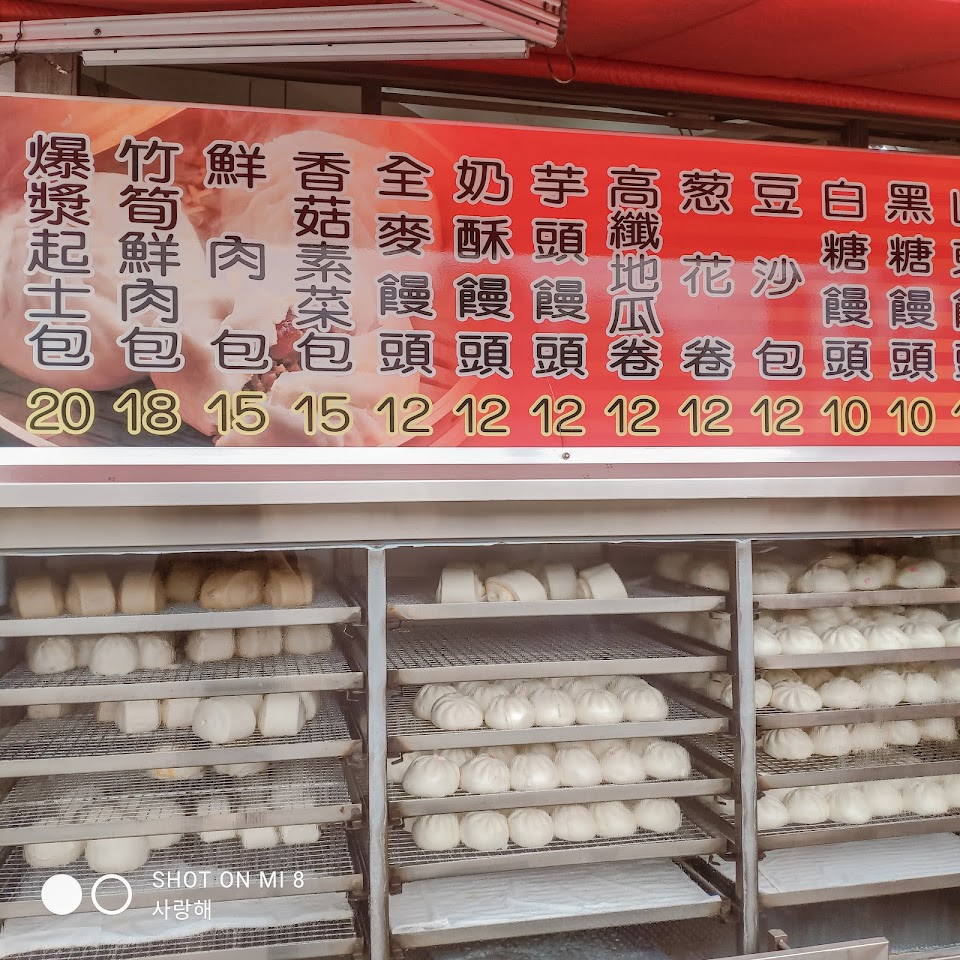 爆漿起士包
20
竹筍鮮肉包
18
鮮肉包
15
香菇素菜包
15
全麥饅頭
12
奶酥饅頭
12
芋頭饅頭
12
高纖地瓜卷
12
葱花卷
12
豆沙包
12
白糖饅頭
10
黑糖饅頭
10
SHOT ON MI 8
사랑해